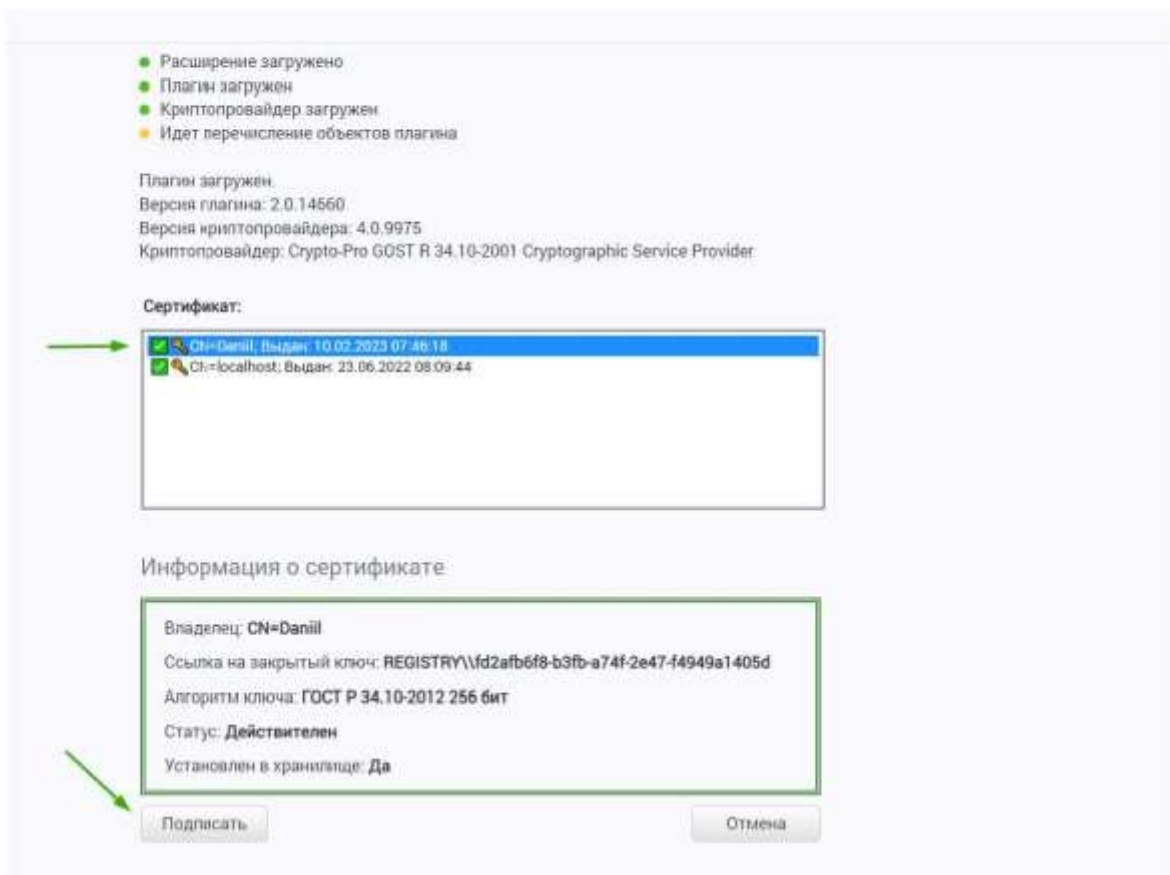 Расширение загружено
Плагин загружен
Криптопровайдер загружен
Идет перечисление объектов плагина
Плагин загружен.
Версия плагина: 2.0.14660
Версия криптопровайдера: 4.0.9975
Криптопровайдер: Crypto-Pro GOST R 34.10-2001 Cryptographic Service Provider
Сертификат:
CN=Daniil; Выдан: 10.02.2023 07:46:18
CN=localhost; Выдан: 23.06.2022 08:09:44
Информация о сертификате
Владелец: CN=Daniil
Ссылка на закрытый ключ: REGISTRY\\fd2afb6f8-b3fb-a74f-2e47-f4949a1405d
Алгоритм ключа: ГОСТ Р 34.10-2012 256 бит
Статус: Действителен
Установлен в хранилище: Да
Подписать
Отмена